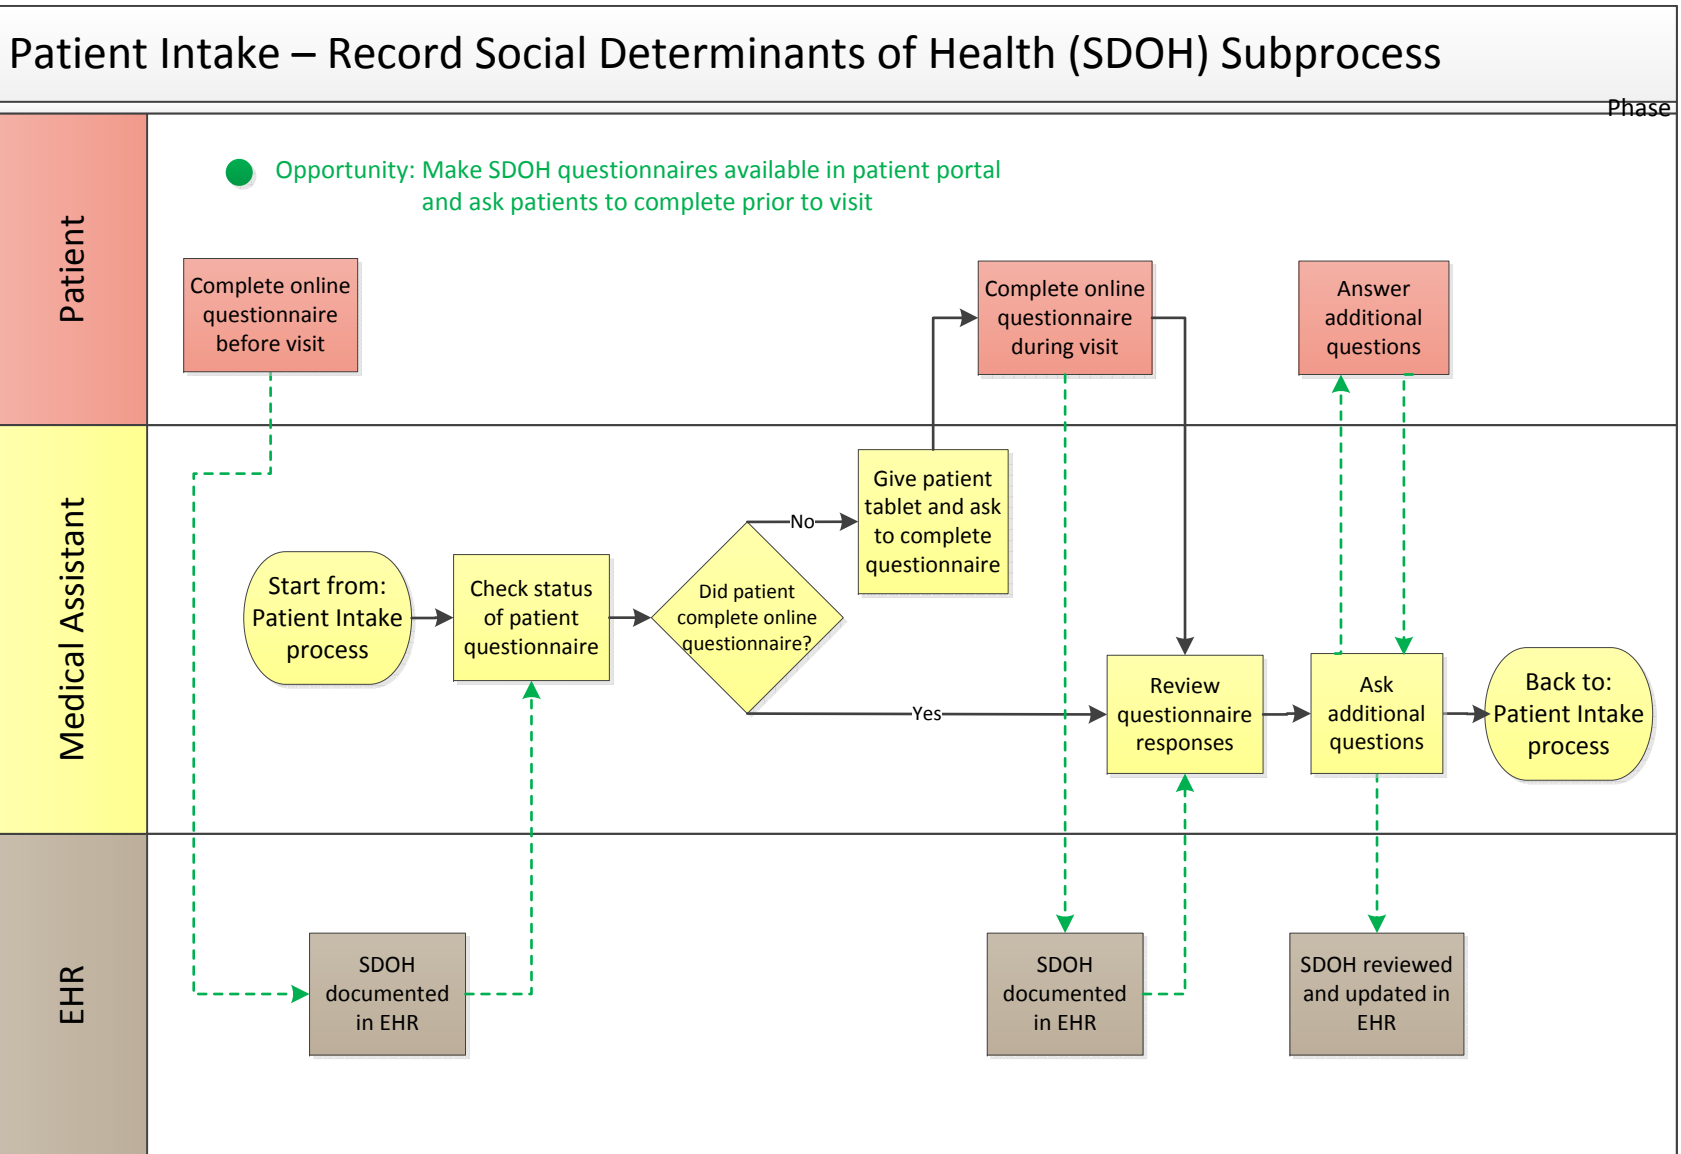 Patient Intake – Record Social Determinants of Health (SDOH) Subprocess
Phase
Patient
Opportunity: Make SDOH questionnaires available in patient portal
and ask patients to complete prior to visit
Complete online
questionnaire
before visit
Complete online
questionnaire
during visit
Answer
additional
questions
Medical Assistant
Start from:
Patient Intake
process
Check status
of patient
questionnaire
Did patient
complete online
questionnaire?
No
Give patient
tablet and ask
to complete
questionnaire
Yes
Review
questionnaire
responses
Ask
additional
questions
Back to:
Patient Intake
process
EHR
SDOH
documented
in EHR
SDOH
documented
in EHR
SDOH reviewed
and updated in
EHR